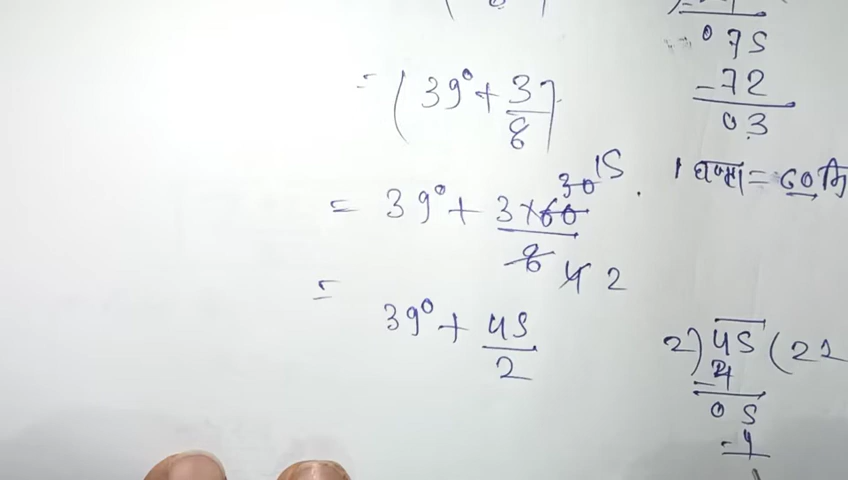 = (39° + 3/8)
= 39° + 3×60/8 30 15 4 2
= 39° + 45/2
075
-72
03
1 घण्टा = 60 मि
2) 45 (22
-4
05
-4
1